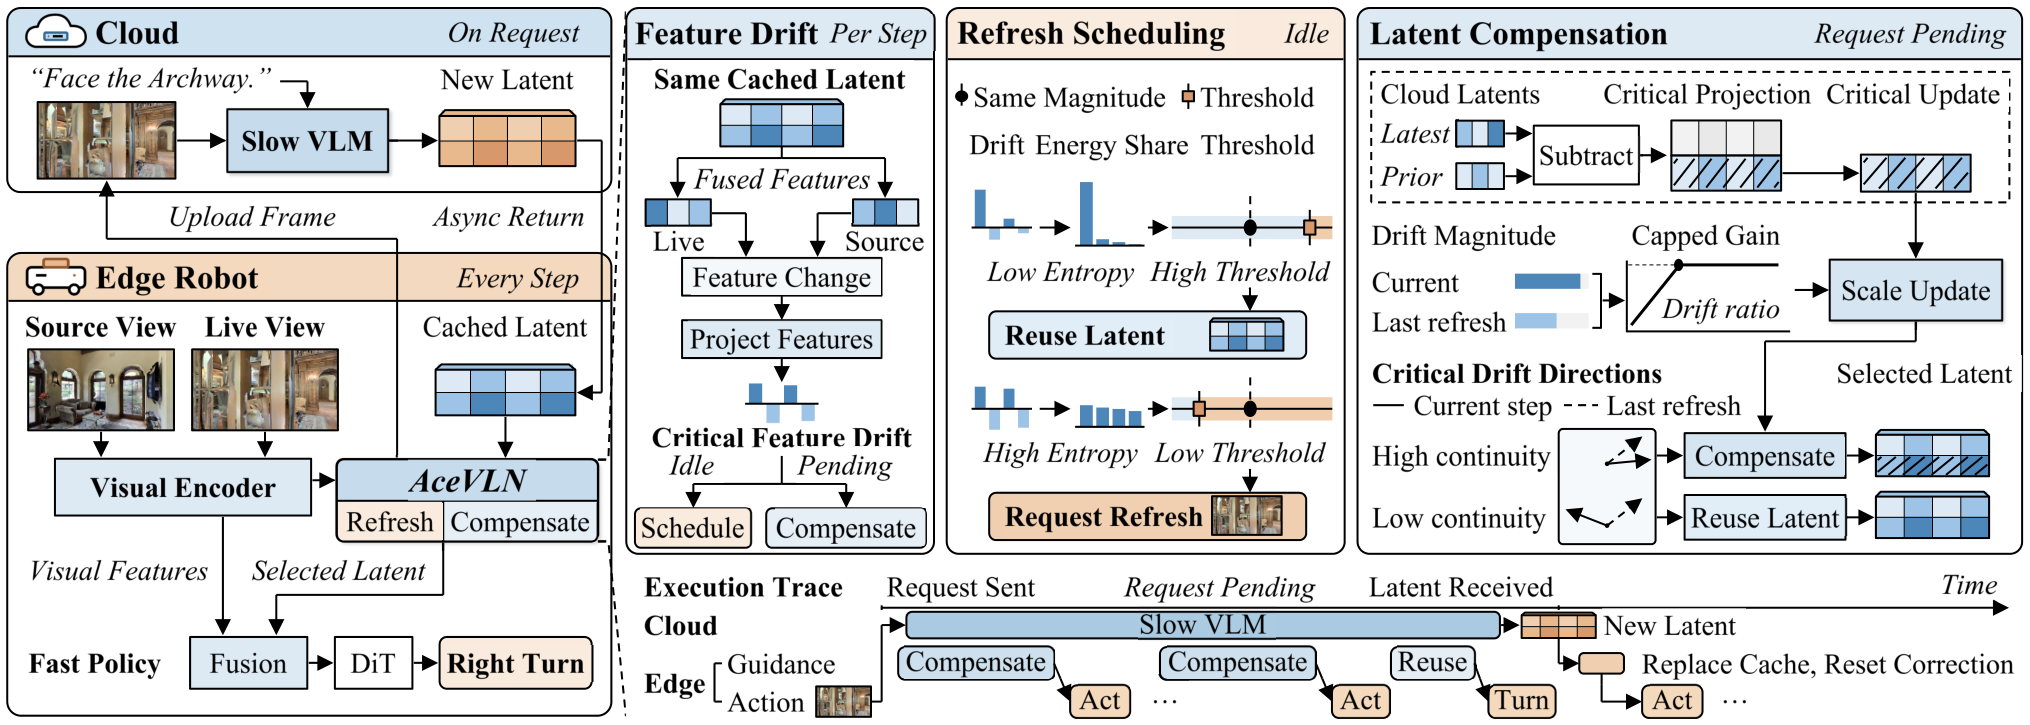 Cloud On Request
“Face the Archway.”
New Latent
Slow VLM
Upload Frame
Async Return
Edge Robot Every Step
Source View
Live View
Cached Latent
Visual Encoder
AceVLN
Refresh
Compensate
Visual Features
Selected Latent
Fast Policy
Fusion
DiT
Right Turn
Feature Drift Per Step
Same Cached Latent
Fused Features
Live
Source
Feature Change
Project Features
Critical Feature Drift
Idle
Pending
Schedule
Compensate
Refresh Scheduling Idle
Same Magnitude
Threshold
Drift Energy Share Threshold
Low Entropy
High Threshold
Reuse Latent
High Entropy
Low Threshold
Request Refresh
Latent Compensation Request Pending
Cloud Latents
Critical Projection
Critical Update
Latest
Subtract
Prior
Drift Magnitude
Capped Gain
Current
Last refresh
Drift ratio
Scale Update
Critical Drift Directions
Selected Latent
Current step
Last refresh
High continuity
Compensate
Low continuity
Reuse Latent
Execution Trace
Request Sent
Request Pending
Latent Received
Time
Cloud
Slow VLM
New Latent
Edge
Guidance
Compensate
Compensate
Reuse
Replace Cache, Reset Correction
Action
Act
...
Act
Turn
Act
...